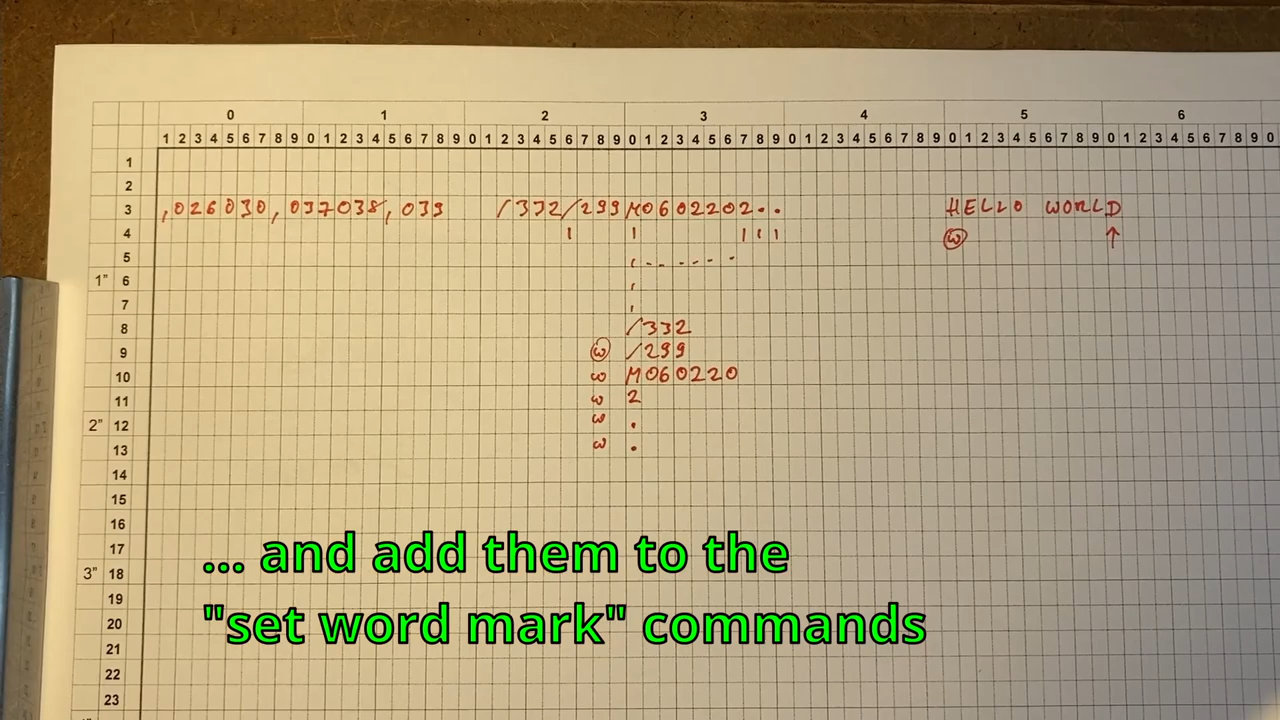 0 1 2 3 4 5 6
1 2 3 4 5 6 7 8 9 0 1 2 3 4 5 6 7 8 9 0 1 2 3 4 5 6 7 8 9 0 1 2 3 4 5 6 7 8 9 0 1 2 3 4 5 6 7 8 9 0 1 2 3 4 5 6 7 8 9 0 1 2 3 4 5 6 7 8 9 0
1
2
3 ,026030,037038,039 /332/299M0602202.. HELLO WORLD
4 ı ı ı ı ı ω ↑
5 , . . . . . .
1" 6 ,
7 ,
8 /332
9 ω /299
10 ω M060220
11 ω 2
2" 12 ω .
13 ω .
14
15
16
17
3" 18
19
20
21
22
23
... and add them to the
"set word mark" commands